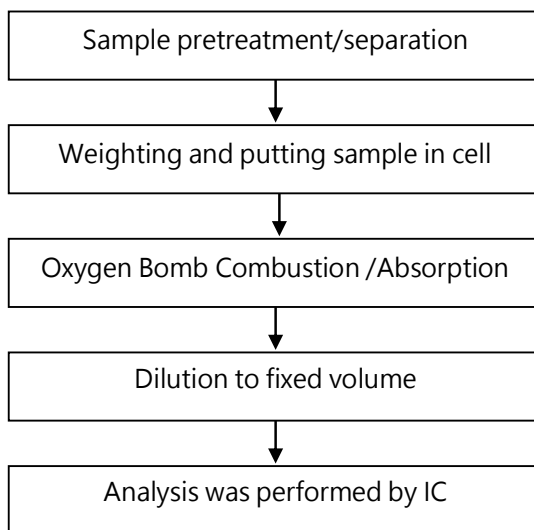 Sample pretreatment/separation
Weighting and putting sample in cell
Oxygen Bomb Combustion /Absorption
Dilution to fixed volume
Analysis was performed by IC